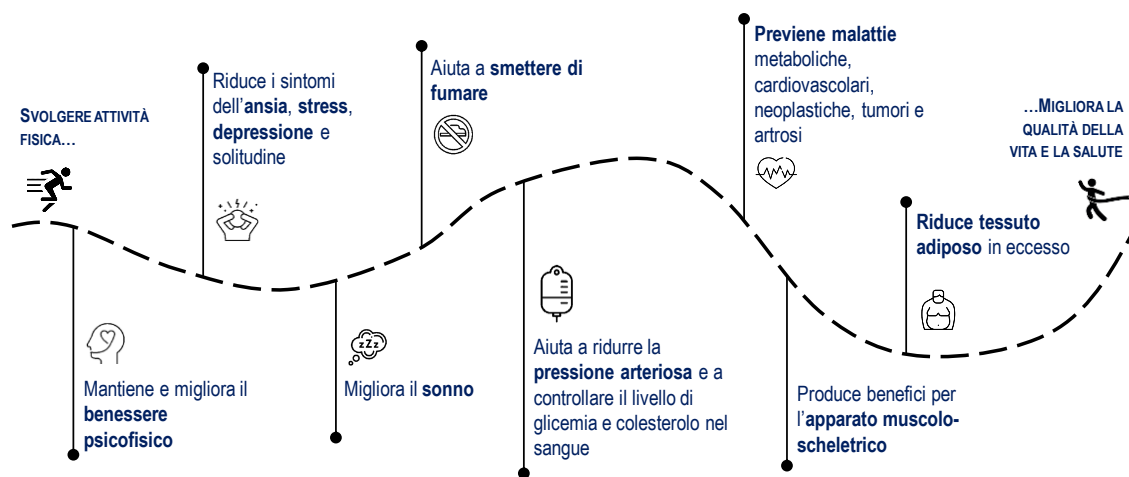 SVOLGERE ATTIVITÀ
FISICA…
Mantiene e migliora il
benessere
psicofisico
Riduce i sintomi
dell'ansia, stress,
depressione e
solitudine
zZz
Migliora il sonno
Aiuta a smettere di
fumare
Aiuta a ridurre la
pressione arteriosa e a
controllare il livello di
glicemia e colesterolo nel
sangue
Previene malattie
metaboliche,
cardiovascolari,
neoplastiche, tumori e
artrosi
Produce benefici per
l'apparato muscolo-
scheletrico
Riduce tessuto
adiposo in eccesso
…MIGLIORA LA
QUALITÀ DELLA
VITA E LA SALUTE